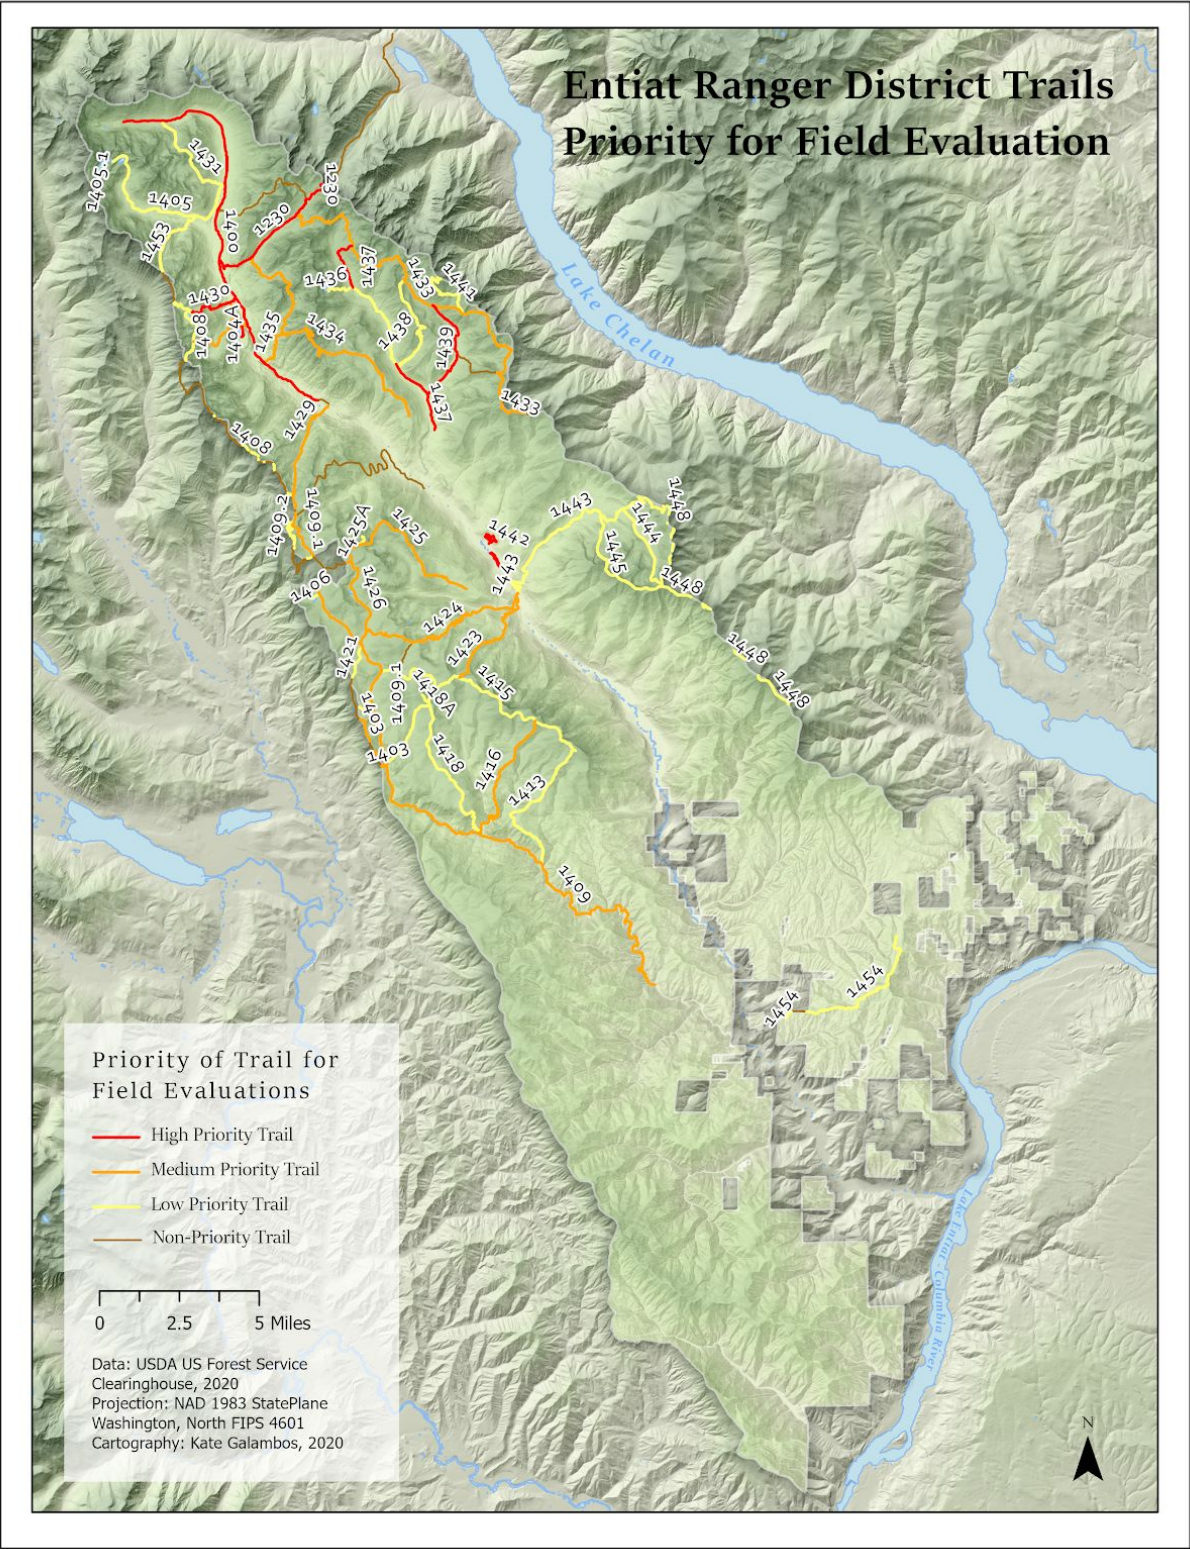 Entiat Ranger District Trails
Priority for Field Evaluation
Lake Chelan
1431
1405.1
1405
1230
1230
1400
1453
1437
1436
1433
1441
1430
1408
1404A
1435
1434
1438
1439
1437
1433
1429
1408
1409.2
1409.1
1425A
1425
1442
1443
1443
1448
1444
1445
1448
1406
1426
1424
1423
1421
1448
1448
1409.1
1418A
1415
1403
1403
1418
1416
1413
1409
1454
1454
Lake Entiat - Columbia River
Priority of Trail for
Field Evaluations
High Priority Trail
Medium Priority Trail
Low Priority Trail
Non-Priority Trail
0 2.5 5 Miles
Data: USDA US Forest Service
Clearinghouse, 2020
Projection: NAD 1983 StatePlane
Washington, North FIPS 4601
Cartography: Kate Galambos, 2020
N